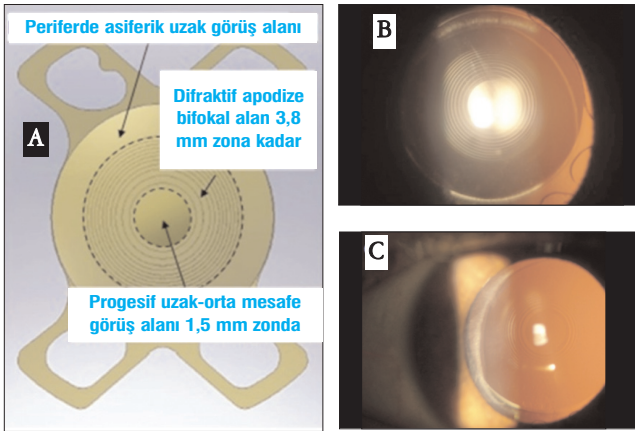 Periferde asiferik uzak görüş alanı
A
Difraktif apodize
bifokal alan 3,8
mm zona kadar
Progesif uzak-orta mesafe
görüş alanı 1,5 mm zonda
B
C